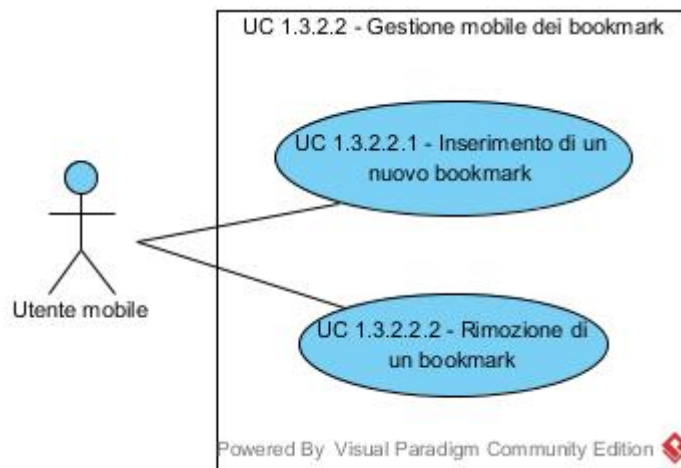 UC 1.3.2.2 - Gestione mobile dei bookmark
UC 1.3.2.2.1 - Inserimento di un
nuovo bookmark
Utente mobile
UC 1.3.2.2.2 - Rimozione di
un bookmark
Powered By Visual Paradigm Community Edition